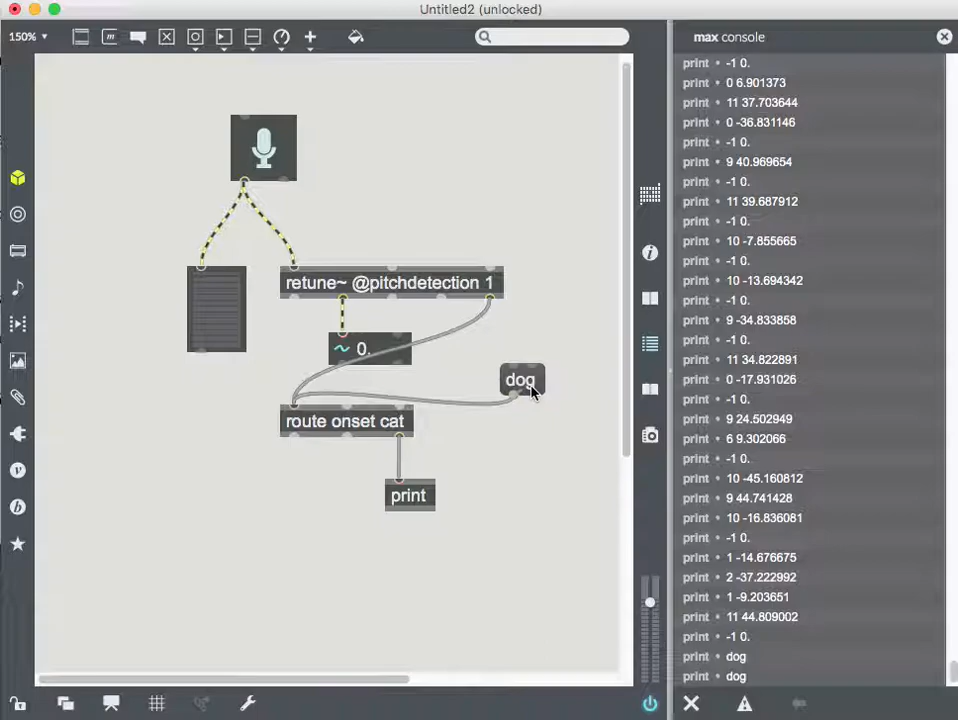 Untitled2 (unlocked)
150%
max console
retune~ @pitchdetection 1
0.
dog
route onset cat
print
print • -1 0.
print • 0 6.901373
print • 11 37.703644
print • 0 -36.831146
print • -1 0.
print • 9 40.969654
print • -1 0.
print • 11 39.687912
print • -1 0.
print • 10 -7.855665
print • -1 0.
print • 10 -13.694342
print • -1 0.
print • 9 -34.833858
print • -1 0.
print • 11 34.822891
print • 0 -17.931026
print • -1 0.
print • 9 24.502949
print • 6 9.302066
print • -1 0.
print • 10 -45.160812
print • 9 44.741428
print • 10 -16.836081
print • -1 0.
print • 1 -14.676675
print • 2 -37.222992
print • 1 -9.203651
print • 11 44.809002
print • -1 0.
print • dog
print • dog